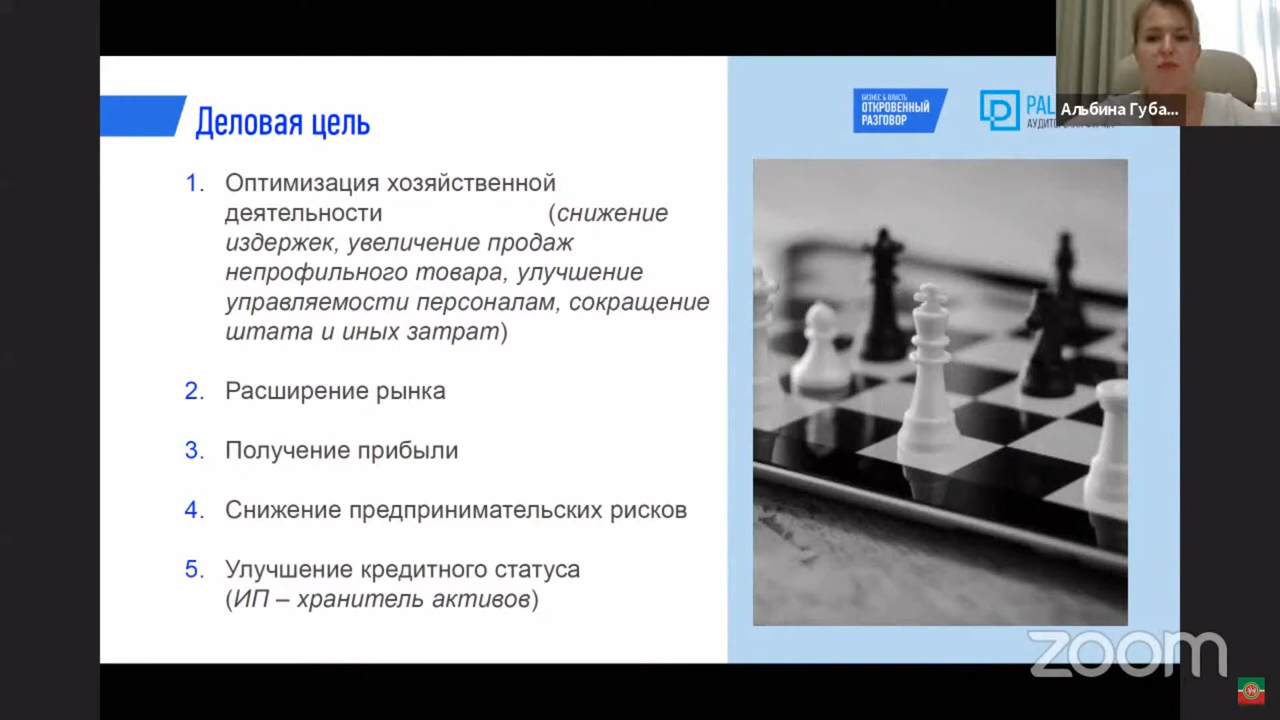 Деловая цель
БИЗНЕС & ВЛАСТЬ
ОТКРОВЕННЫЙ
РАЗГОВОР
PAL
Альбина Губа...
1. Оптимизация хозяйственной
деятельности (снижение
издержек, увеличение продаж
непрофильного товара, улучшение
управляемости персоналам, сокращение
штата и иных затрат)
2. Расширение рынка
3. Получение прибыли
4. Снижение предпринимательских рисков
5. Улучшение кредитного статуса
(ИП – хранитель активов)
zoom